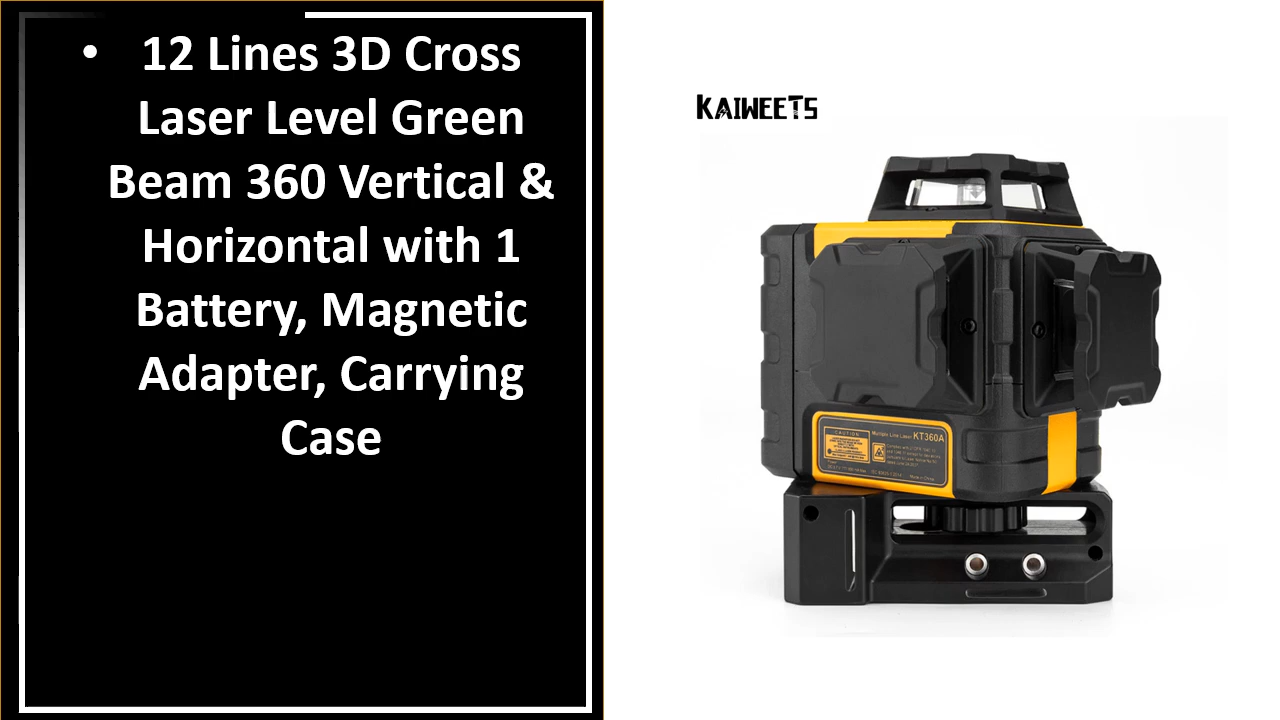 • 12 Lines 3D Cross
Laser Level Green
Beam 360 Vertical &
Horizontal with 1
Battery, Magnetic
Adapter, Carrying
Case
KAIWEETS
CAUTION
Multiple Line Laser KT360A
Made in China